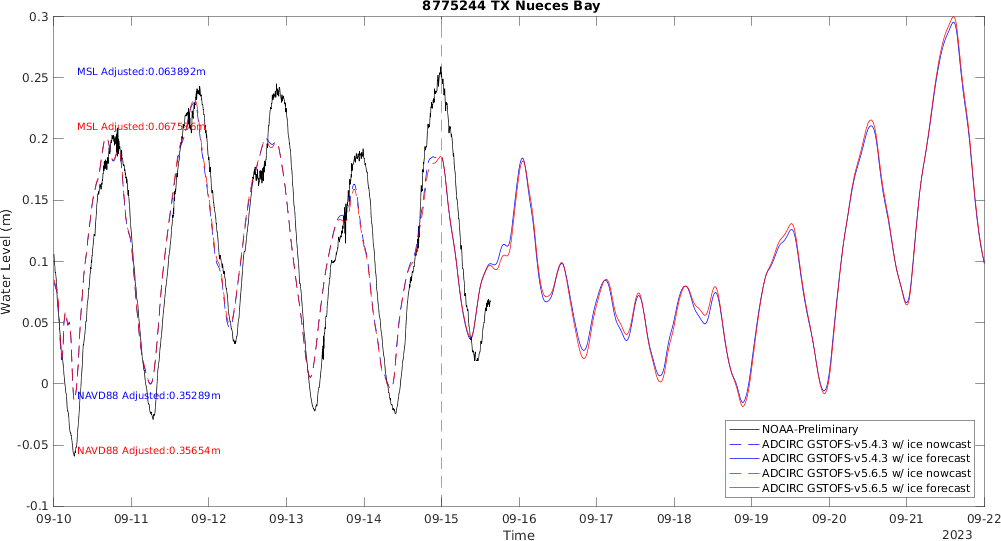 8775244 TX Nueces Bay
0.3
0.25
0.2
0.15
0.1
0.05
0
-0.05
-0.1
Water Level (m)
MSL Adjusted:0.063892m
MSL Adjusted:
NAVD88 Adjusted:0.35289m
NAVD88 Adjusted:0.35654m
NOAA-Preliminary
ADCIRC GSTOFS-v5.4.3 w/ ice nowcast
ADCIRC GSTOFS-v5.4.3 w/ ice forecast
ADCIRC GSTOFS-v5.6.5 w/ ice nowcast
ADCIRC GSTOFS-v5.6.5 w/ ice forecast
09-10 09-11 09-12 09-13 09-14 09-15 09-16 09-17 09-18 09-19 09-20 09-21 09-22
Time
2023